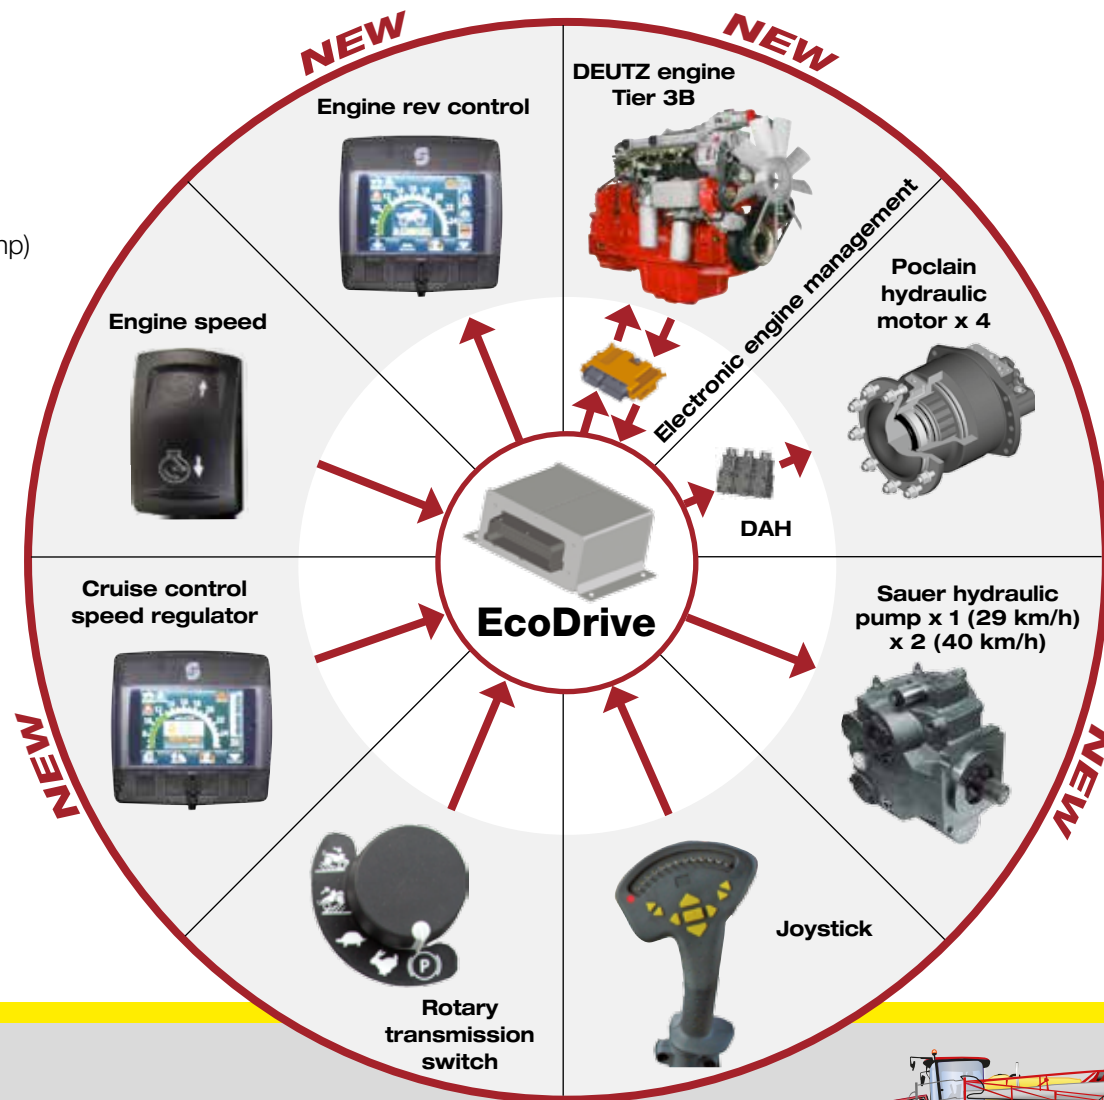 NEW
NEW
DEUTZ engine
Tier 3B
Engine rev control
Electronic engine management
Poclain
hydraulic
motor x 4
Engine speed
DAH
Cruise control
speed regulator
EcoDrive
Sauer hydraulic
pump x 1 (29 km/h)
x 2 (40 km/h)
NEW
NEW
Joystick
P
Rotary
transmission
switch